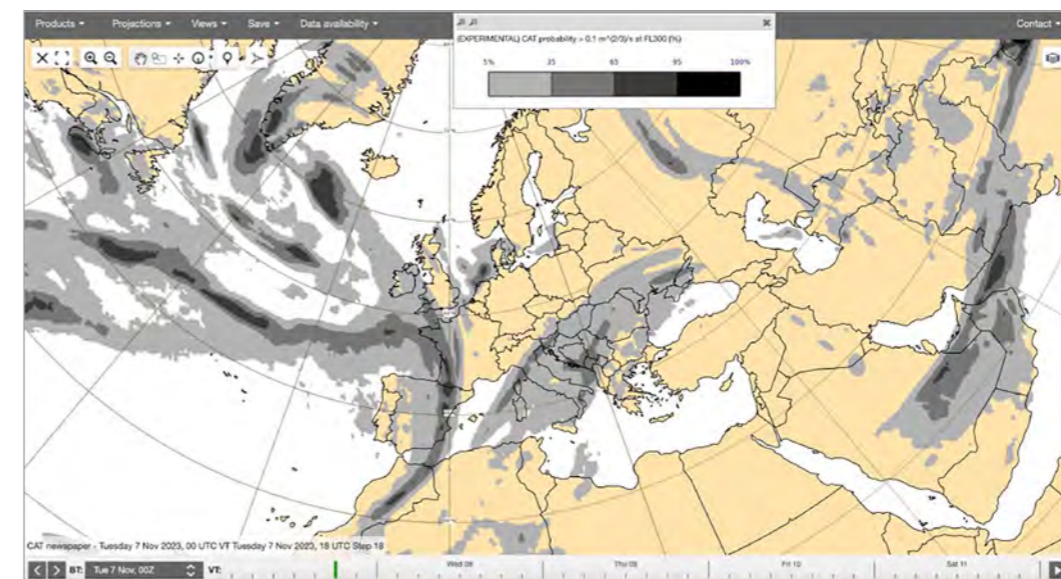 Products Projections Views Save Data availability Contact
(EXPERIMENTAL) CAT probability > 0.1 m^(2/3)/s at FL300 (%)
5% 35 65 95 100%
CAT newspaper - Tuesday 7 Nov 2023, 00 UTC VT Tuesday 7 Nov 2023, 18 UTC Step 18
BT: Tue 7 Nov, 00Z VT: Wed 08 Thu 09 Fri 10 Sat 11